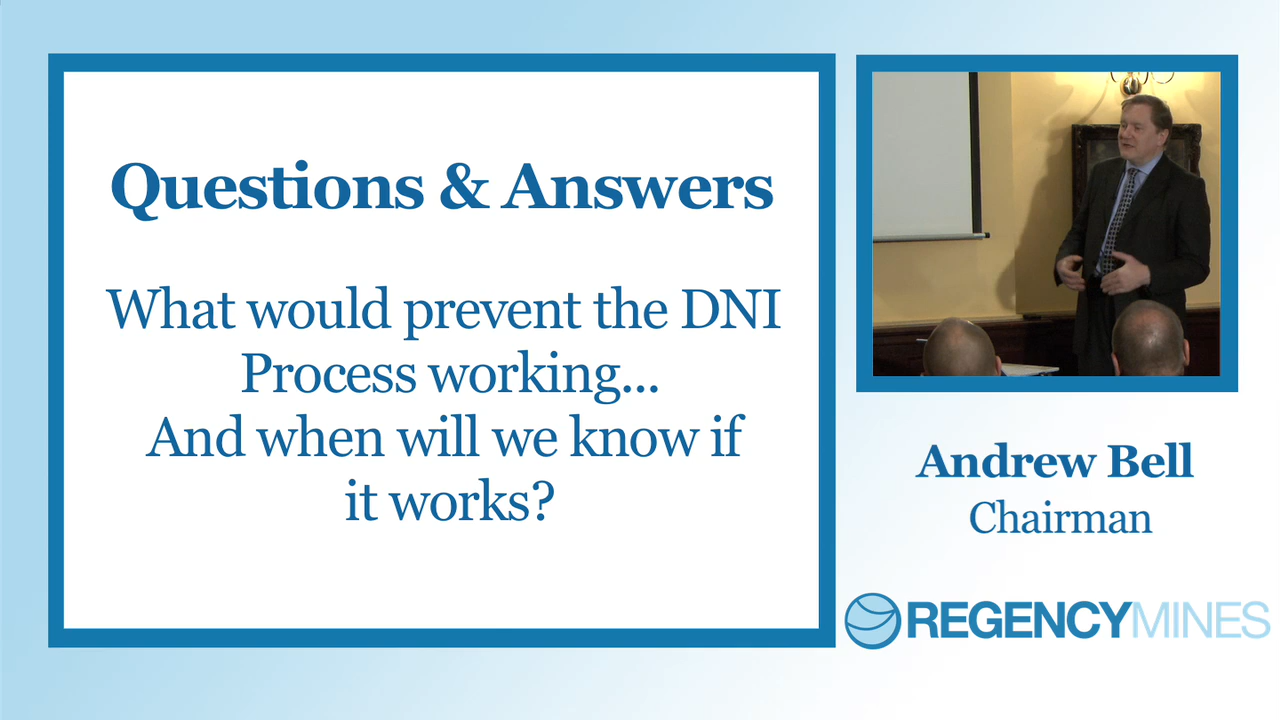 Questions & Answers
What would prevent the DNI
Process working...
And when will we know if
it works?
Andrew Bell
Chairman
REGENCYMINES